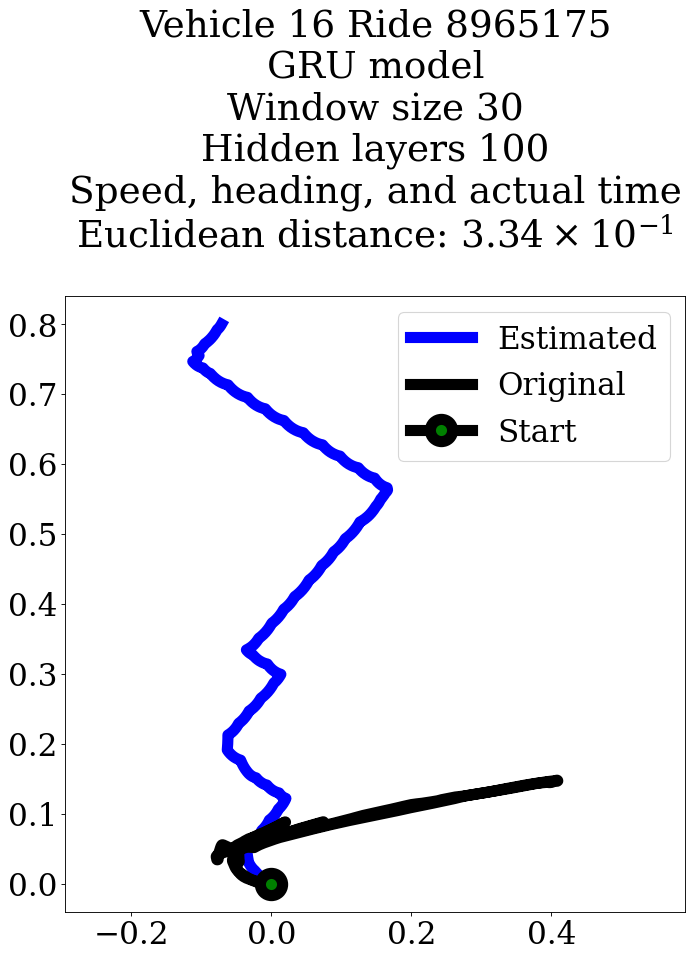 Vehicle 16 Ride 8965175
GRU model
Window size 30
Hidden layers 100
Speed, heading, and actual time
Euclidean distance: 3.34 × 10⁻¹
Estimated
Original
Start
0.8
0.7
0.6
0.5
0.4
0.3
0.2
0.1
0.0
−0.2 0.0 0.2 0.4